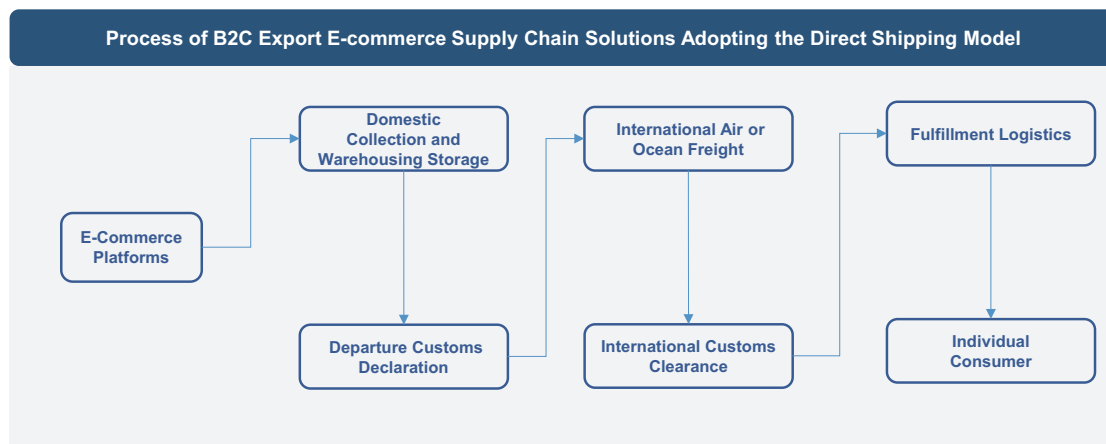 Process of B2C Export E-commerce Supply Chain Solutions Adopting the Direct Shipping Model
E-Commerce
Platforms
Domestic
Collection and
Warehousing Storage
Departure Customs
Declaration
International Air or
Ocean Freight
International Customs
Clearance
Fulfillment Logistics
Individual
Consumer